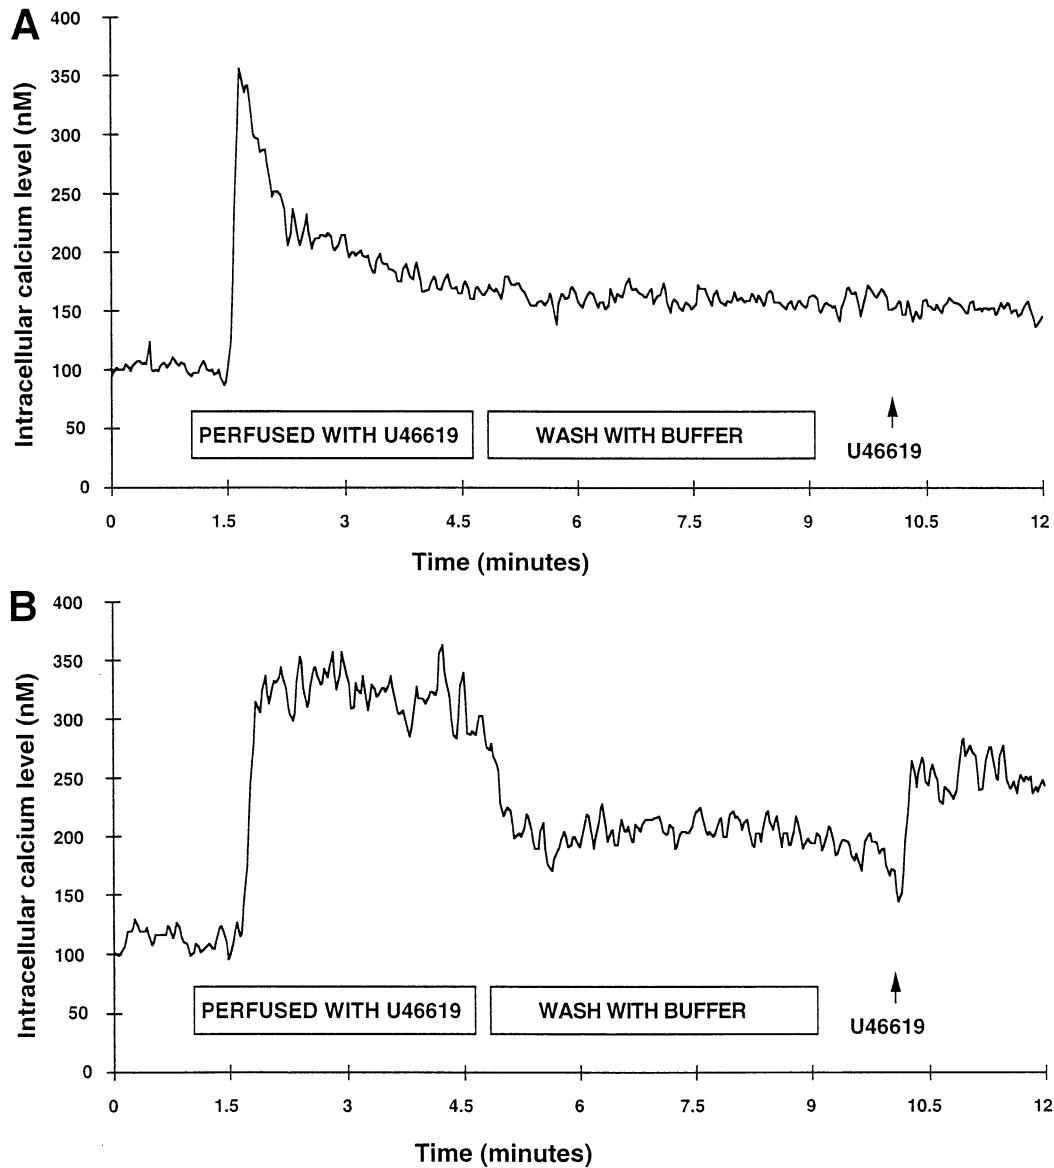 A
400
350
300
250
200
150
100
50
0
Intracellular calcium level (nM)
PERFUSED WITH U46619
WASH WITH BUFFER
U46619
0 1.5 3 4.5 6 7.5 9 10.5 12
Time (minutes)
B
400
350
300
250
200
150
100
50
0
Intracellular calcium level (nM)
PERFUSED WITH U46619
WASH WITH BUFFER
U46619
0 1.5 3 4.5 6 7.5 9 10.5 12
Time (minutes)